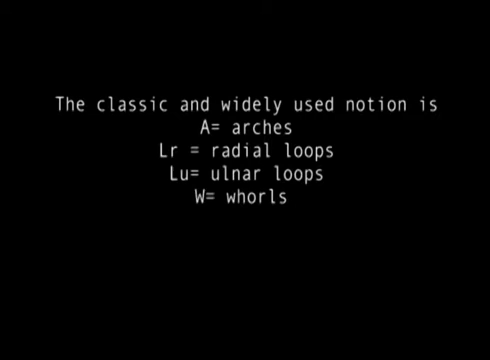 The classic and widely used notion is
A= arches
Lr = radial loops
Lu= ulnar loops
W= whorls